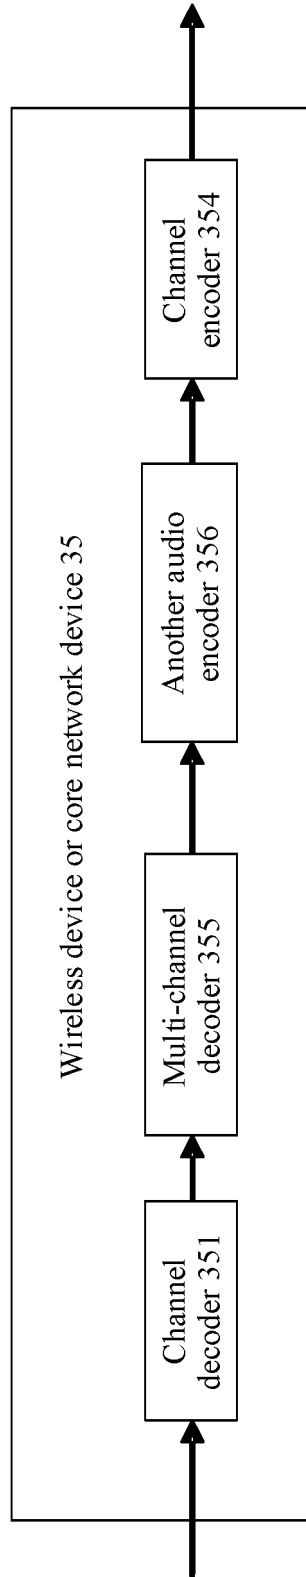 Wireless device or core network device 35
Channel
decoder 351
Multi-channel
decoder 355
Another audio
encoder 356
Channel
encoder 354